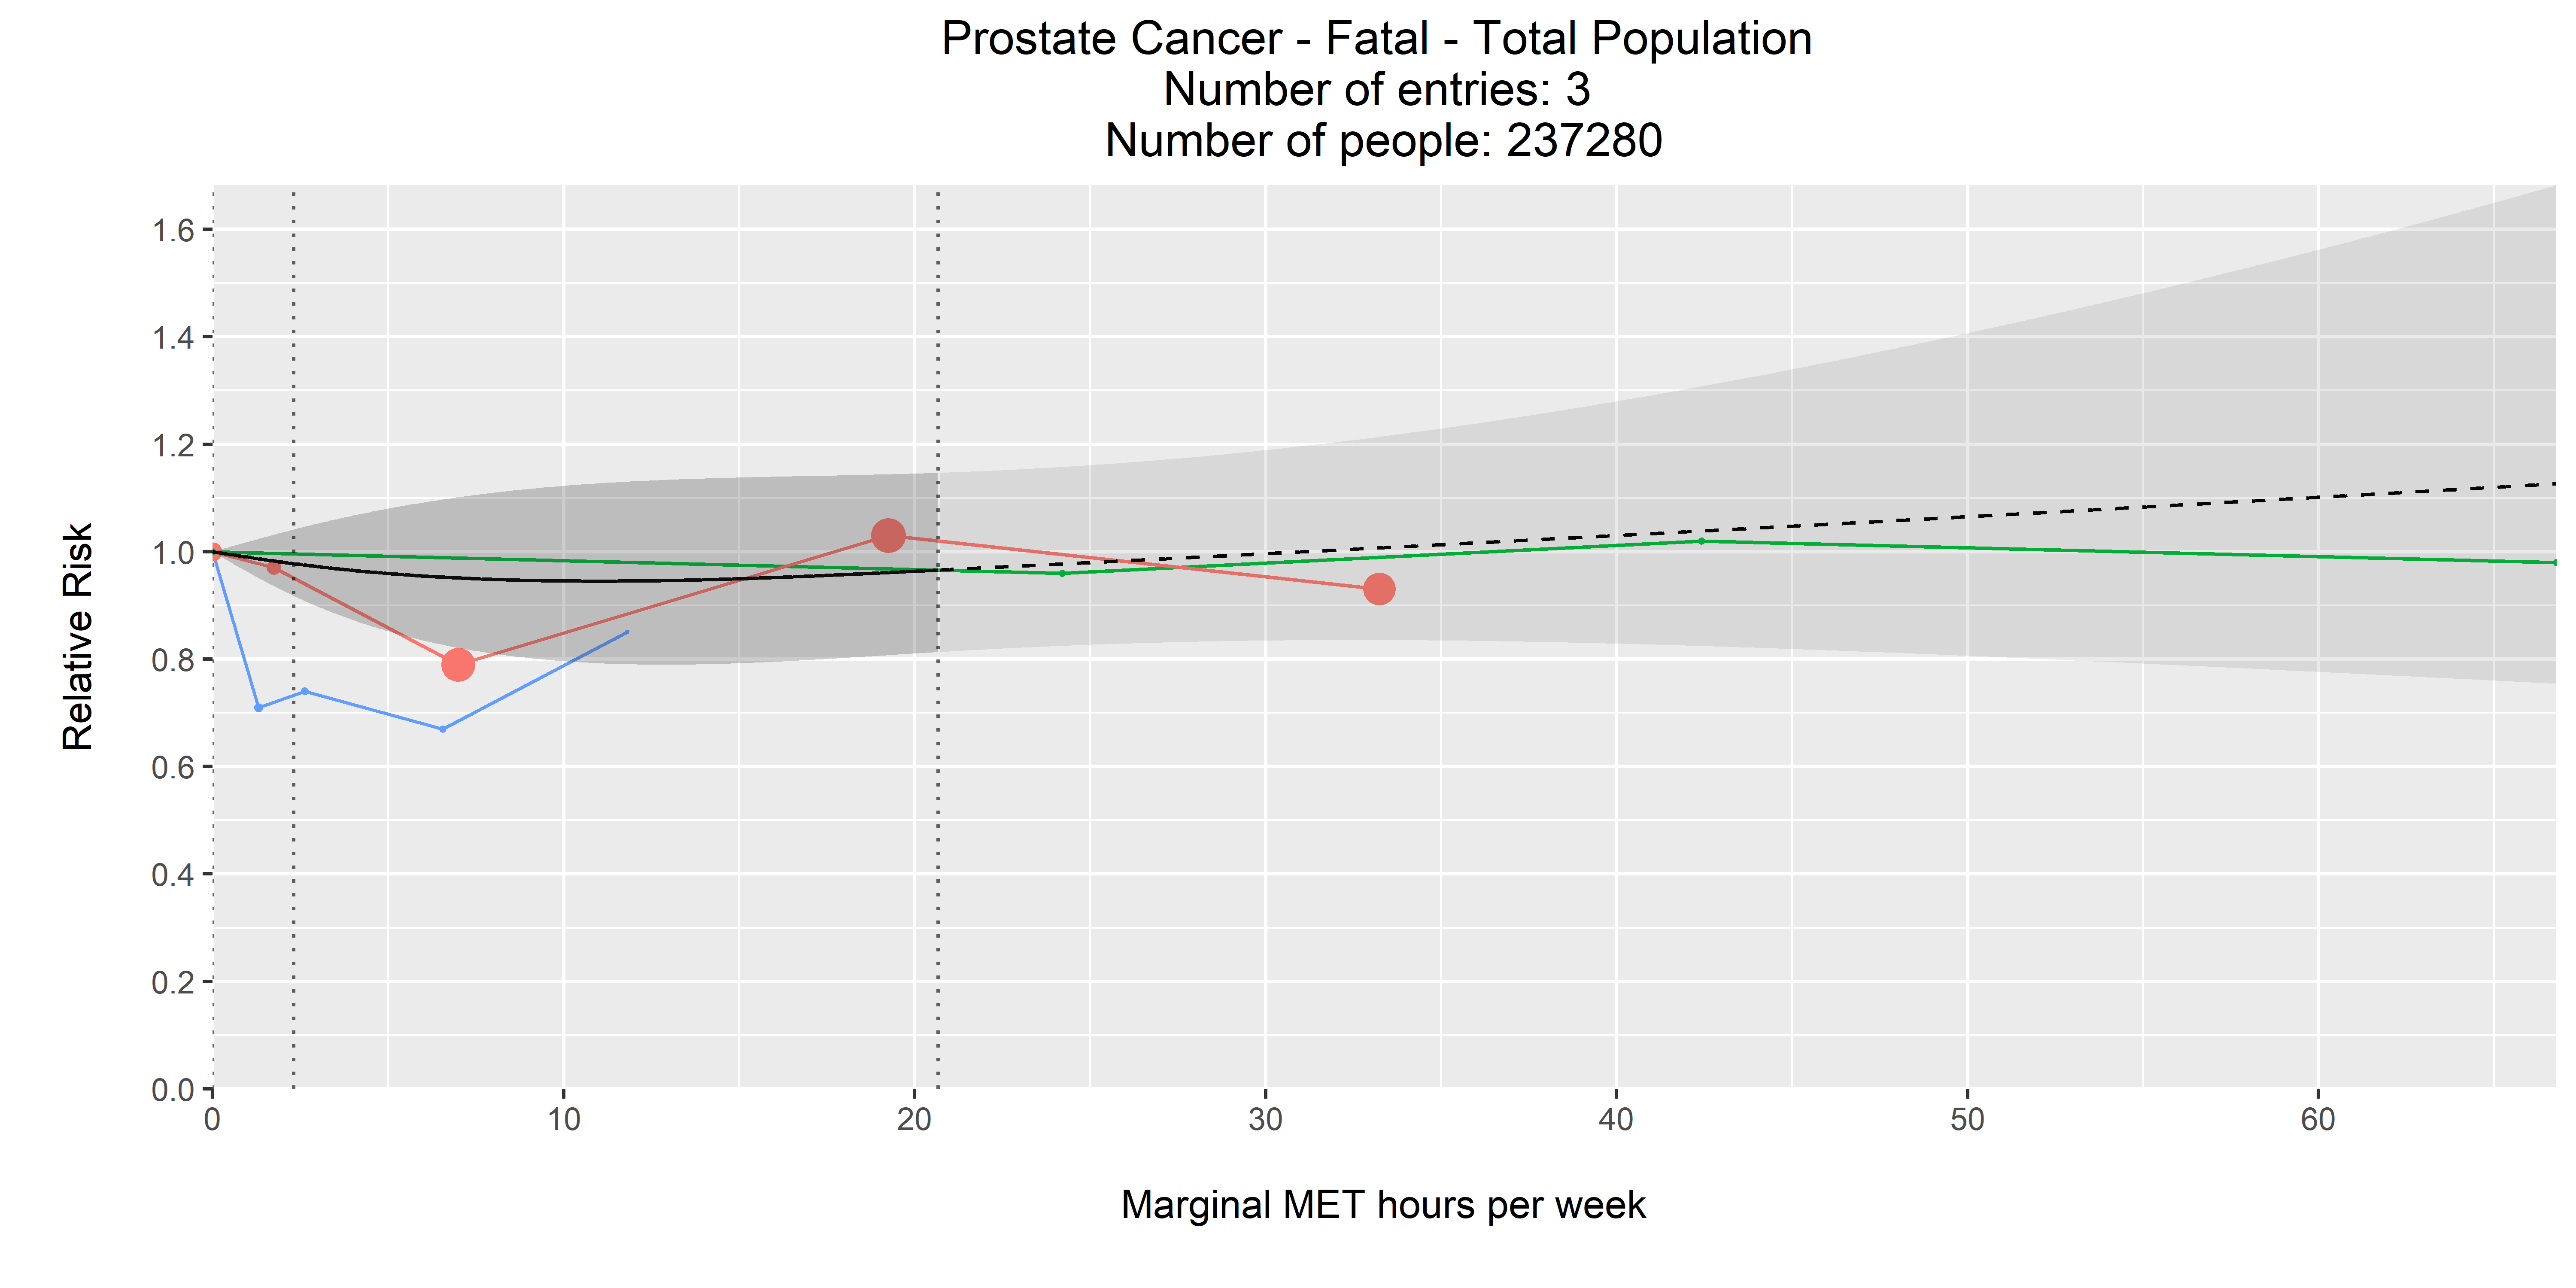 Prostate Cancer - Fatal - Total Population
Number of entries: 3
Number of people: 237280
1.6
1.4
1.2
1.0
0.8
0.6
0.4
0.2
0.0
Relative Risk
0 10 20 30 40 50 60
Marginal MET hours per week